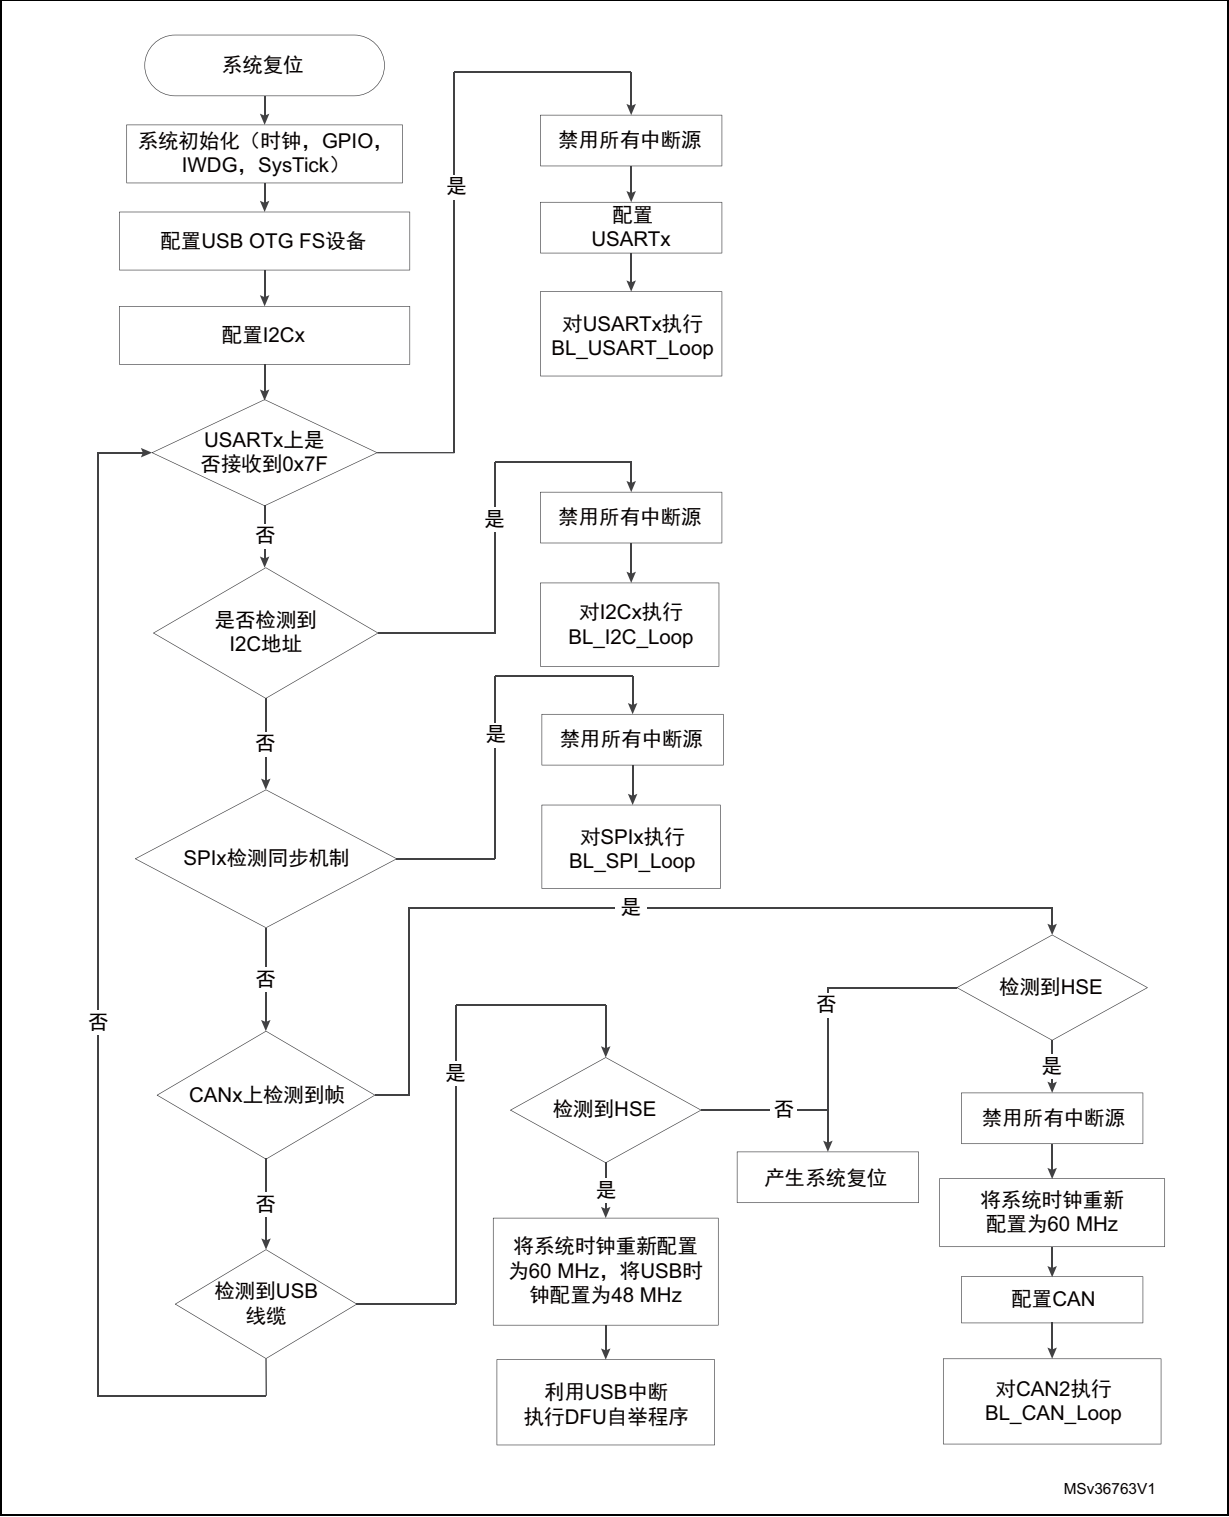 系统复位
系统初始化（时钟，GPIO，
IWDG，SysTick）
配置USB OTG FS设备
配置I2Cx
USARTx上是
否接收到0x7F
是
禁用所有中断源
配置
USARTx
对USARTx执行
BL_USART_Loop
否
是否检测到
I2C地址
是
禁用所有中断源
对I2Cx执行
BL_I2C_Loop
否
SPIx检测同步机制
是
禁用所有中断源
对SPIx执行
BL_SPI_Loop
否
CANx上检测到帧
是
检测到HSE
否
是
禁用所有中断源
将系统时钟重新
配置为60 MHz
配置CAN
对CAN2执行
BL_CAN_Loop
否
检测到USB
线缆
是
检测到HSE
否
产生系统复位
是
将系统时钟重新配置
为60 MHz，将USB时
钟配置为48 MHz
利用USB中断
执行DFU自举程序
否
MSv36763V1